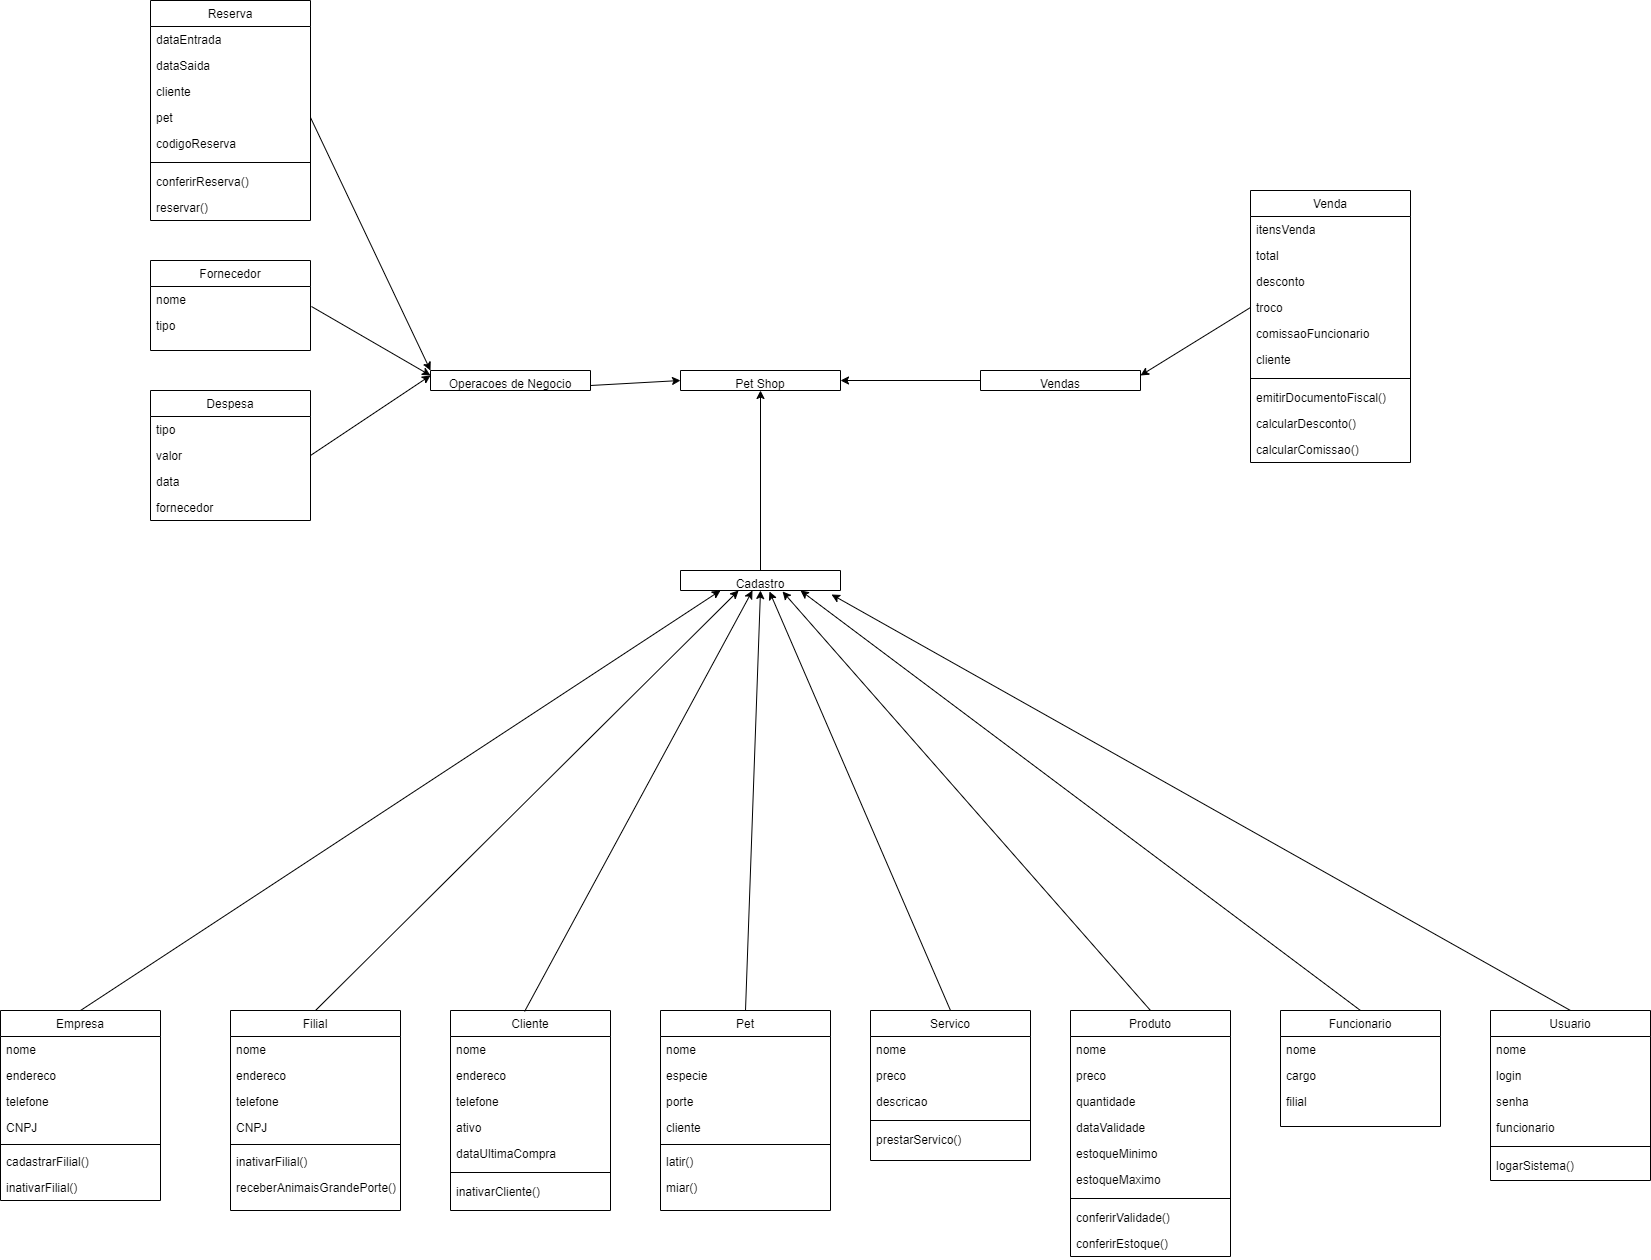 Reserva
dataEntrada
dataSaida
cliente
pet
codigoReserva
conferirReserva()
reservar()
Fornecedor
nome
tipo
Despesa
tipo
valor
data
fornecedor
Operacoes de Negocio
Pet Shop
Vendas
Venda
itensVenda
total
desconto
troco
comissaoFuncionario
cliente
emitirDocumentoFiscal()
calcularDesconto()
calcularComissao()
Cadastro
Empresa
nome
endereco
telefone
CNPJ
cadastrarFilial()
inativarFilial()
Filial
nome
endereco
telefone
CNPJ
inativarFilial()
receberAnimaisGrandePorte()
Cliente
nome
endereco
telefone
ativo
dataUltimaCompra
inativarCliente()
Pet
nome
especie
porte
cliente
latir()
miar()
Servico
nome
preco
descricao
prestarServico()
Produto
nome
preco
quantidade
dataValidade
estoqueMinimo
estoqueMaximo
conferirValidade()
conferirEstoque()
Funcionario
nome
cargo
filial
Usuario
nome
login
senha
funcionario
logarSistema()